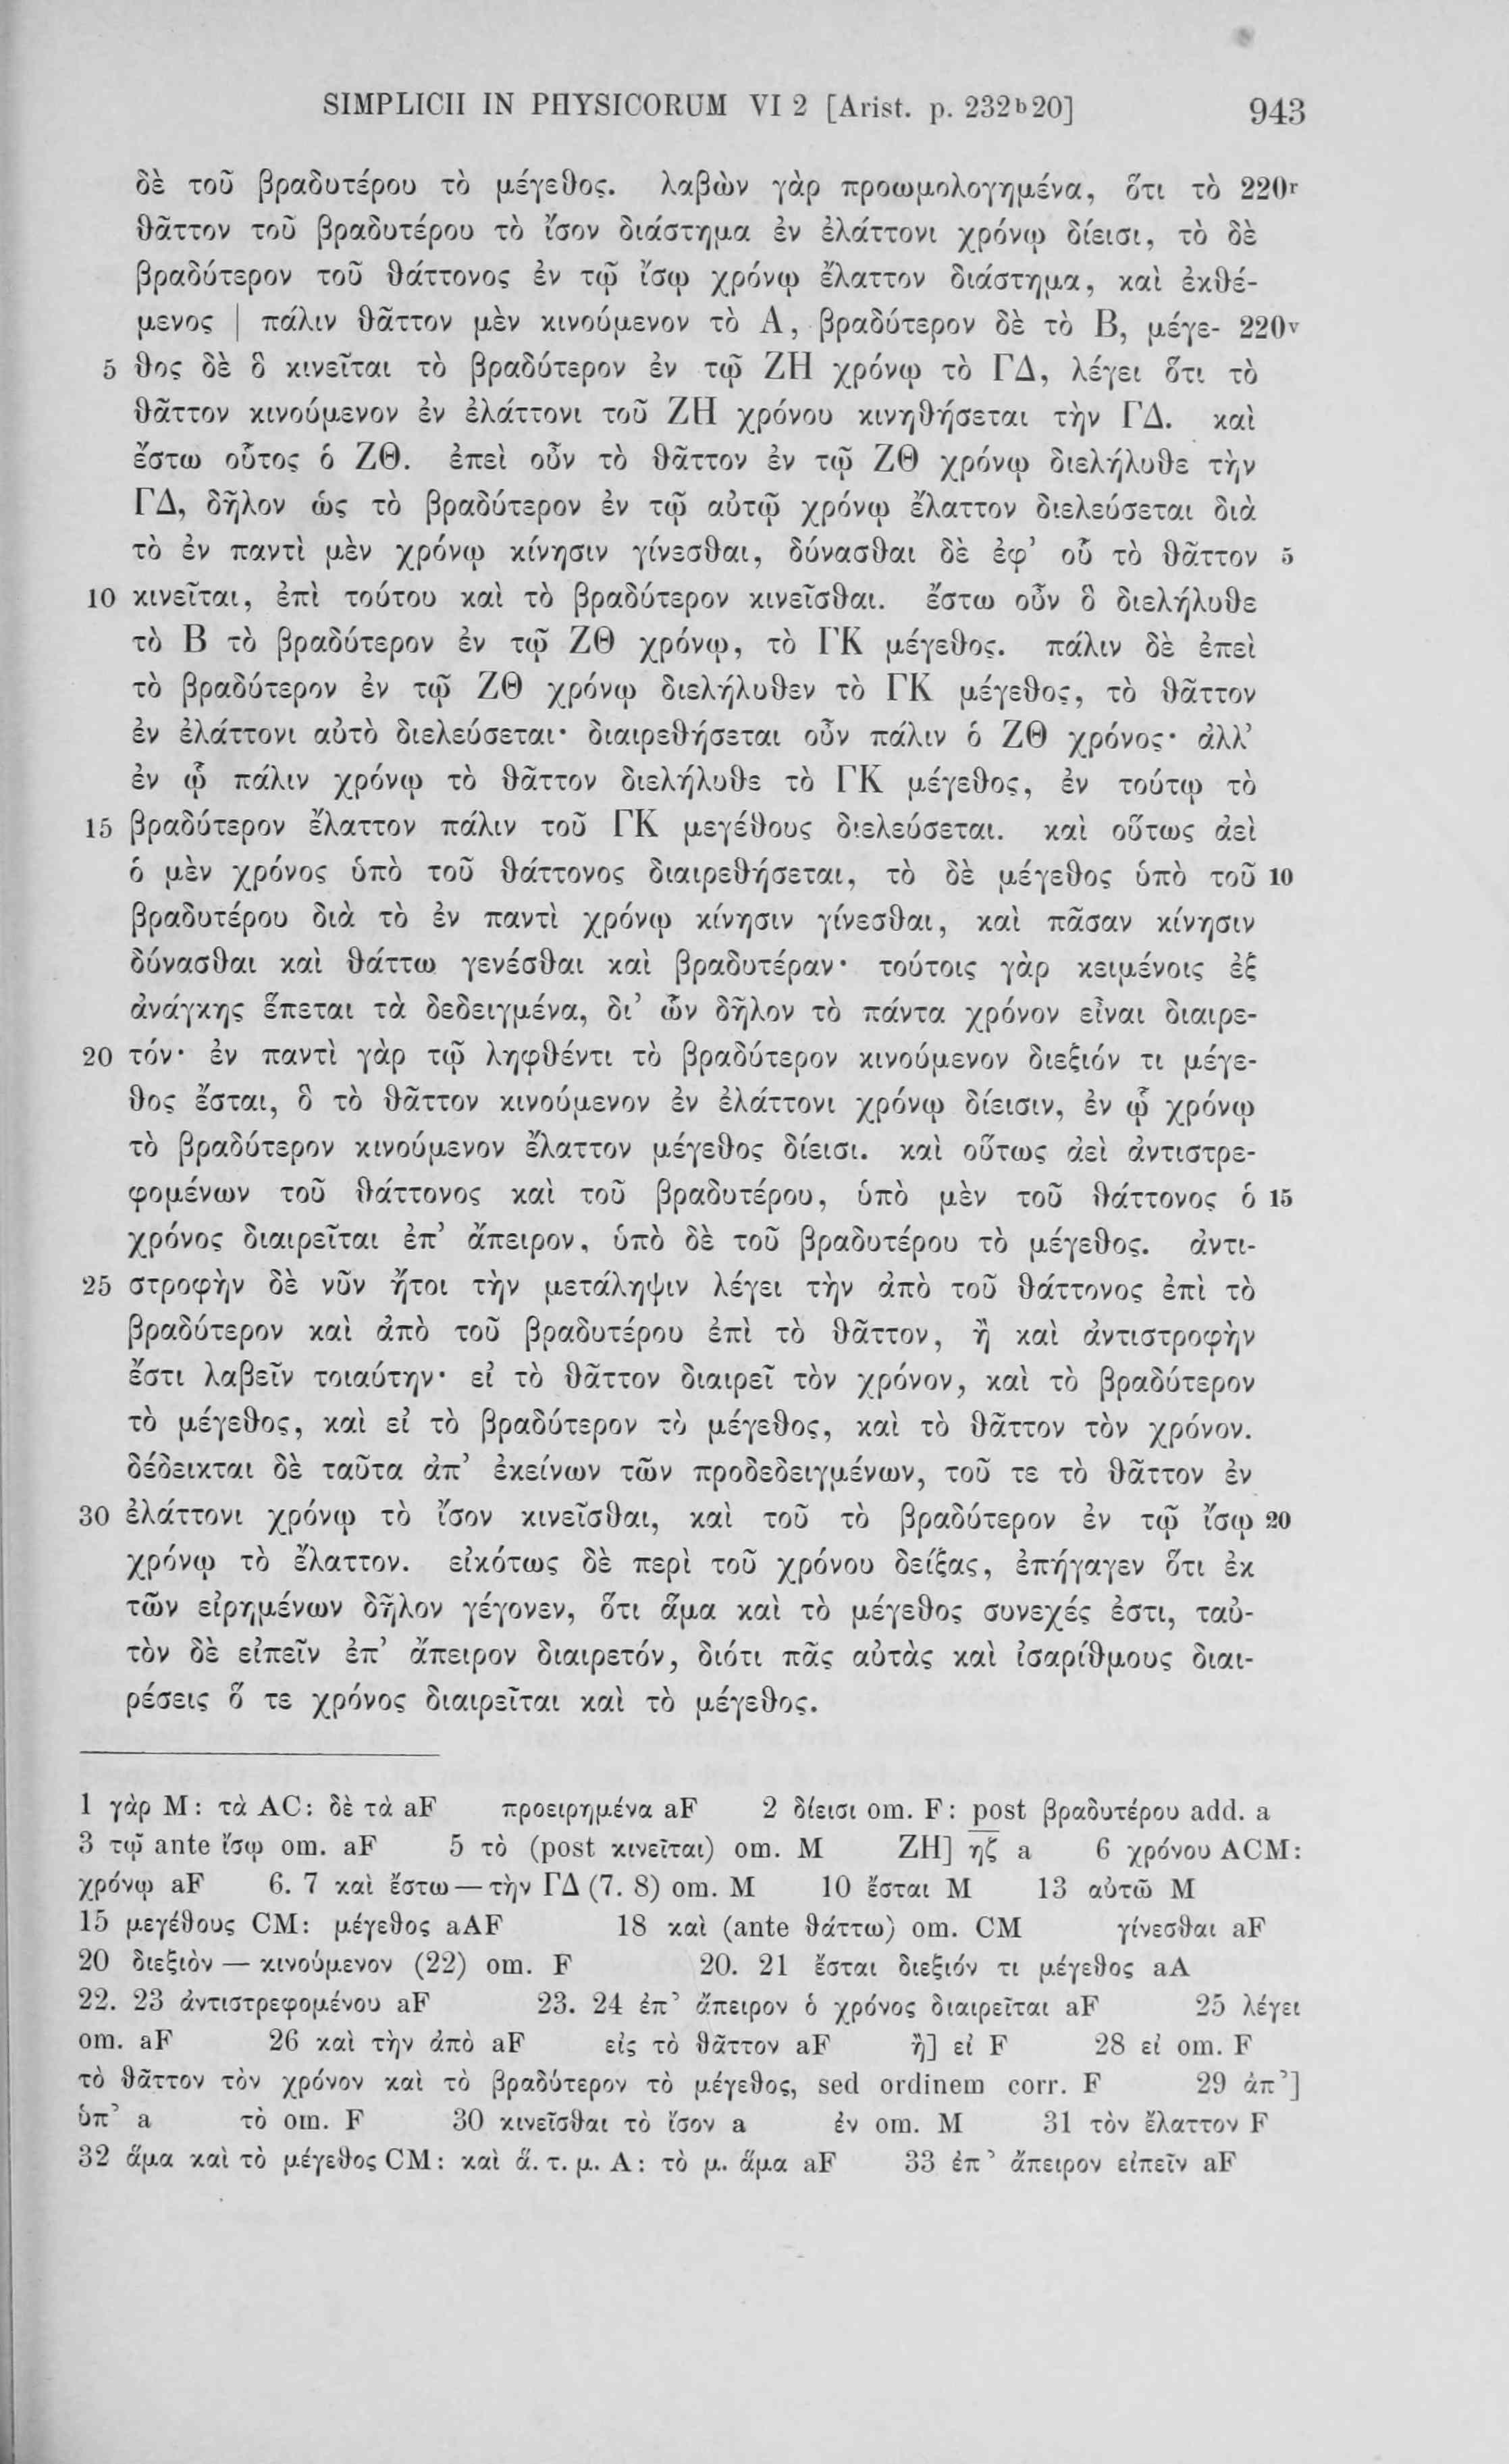 SIMPLICII IN PHYSICORUM VI 2 [Arist. p. 232ᵇ20] 943
δὲ τοῦ βραδυτέρου τὸ μέγεθος. λαβὼν γὰρ προωμολογημένα, ὅτι τὸ 220ʳ
θᾶττον τοῦ βραδυτέρου τὸ ἴσον διάστημα ἐν ἐλάττονι χρόνῳ δίεισι, τὸ δὲ
βραδύτερον τοῦ θάττονος ἐν τῷ ἴσῳ χρόνῳ ἔλαττον διάστημα, καὶ ἐκθέ-
μενος | πάλιν θᾶττον μὲν κινούμενον τὸ Α, βραδύτερον δὲ τὸ Β, μέγε- 220ᵛ
5 θος δὲ ὃ κινεῖται τὸ βραδύτερον ἐν τῷ ΖΗ χρόνῳ τὸ ΓΔ, λέγει ὅτι τὸ
θᾶττον κινούμενον ἐν ἐλάττονι τοῦ ΖΗ χρόνου κινηθήσεται τὴν ΓΔ. καὶ
ἔστω οὗτος ὁ ΖΘ. ἐπεὶ οὖν τὸ θᾶττον ἐν τῷ ΖΘ χρόνῳ διελήλυθε τὴν
ΓΔ, δῆλον ὡς τὸ βραδύτερον ἐν τῷ αὐτῷ χρόνῳ ἔλαττον διελεύσεται διὰ
τὸ ἐν παντὶ μὲν χρόνῳ κίνησιν γίνεσθαι, δύνασθαι δὲ ἐφ’ οὗ τὸ θᾶττον 5
10 κινεῖται, ἐπὶ τούτου καὶ τὸ βραδύτερον κινεῖσθαι. ἔστω οὖν ὃ διελήλυθε
τὸ Β τὸ βραδύτερον ἐν τῷ ΖΘ χρόνῳ, τὸ ΓΚ μέγεθος. πάλιν δὲ ἐπεὶ
τὸ βραδύτερον ἐν τῷ ΖΘ χρόνῳ διελήλυθεν τὸ ΓΚ μέγεθος, τὸ θᾶττον
ἐν ἐλάττονι αὐτὸ διελεύσεται· διαιρεθήσεται οὖν πάλιν ὁ ΖΘ χρόνος· ἀλλ’
ἐν ᾧ πάλιν χρόνῳ τὸ θᾶττον διελήλυθε τὸ ΓΚ μέγεθος, ἐν τούτῳ τὸ
15 βραδύτερον ἔλαττον πάλιν τοῦ ΓΚ μεγέθους διελεύσεται. καὶ οὕτως ἀεὶ
ὁ μὲν χρόνος ὑπὸ τοῦ θάττονος διαιρεθήσεται, τὸ δὲ μέγεθος ὑπὸ τοῦ 10
βραδυτέρου διὰ τὸ ἐν παντὶ χρόνῳ κίνησιν γίνεσθαι, καὶ πᾶσαν κίνησιν
δύνασθαι καὶ θάττω γενέσθαι καὶ βραδυτέραν· τούτοις γὰρ κειμένοις ἐξ
ἀνάγκης ἕπεται τὰ δεδειγμένα, δι’ ὧν δῆλον τὸ πάντα χρόνον εἶναι διαιρε-
20 τόν· ἐν παντὶ γὰρ τῷ ληφθέντι τὸ βραδύτερον κινούμενον διεξιόν τι μέγε-
θος ἔσται, ὃ τὸ θᾶττον κινούμενον ἐν ἐλάττονι χρόνῳ δίεισιν, ἐν ᾧ χρόνῳ
τὸ βραδύτερον κινούμενον ἔλαττον μέγεθος δίεισι. καὶ οὕτως ἀεὶ ἀντιστρε-
φομένων τοῦ θάττονος καὶ τοῦ βραδυτέρου, ὑπὸ μὲν τοῦ θάττονος ὁ 15
χρόνος διαιρεῖται ἐπ’ ἄπειρον, ὑπὸ δὲ τοῦ βραδυτέρου τὸ μέγεθος. ἀντι-
25 στροφὴν δὲ νῦν ἤτοι τὴν μετάληψιν λέγει τὴν ἀπὸ τοῦ θάττονος ἐπὶ τὸ
βραδύτερον καὶ ἀπὸ τοῦ βραδυτέρου ἐπὶ τὸ θᾶττον, ἢ καὶ ἀντιστροφὴν
ἔστι λαβεῖν τοιαύτην· εἰ τὸ θᾶττον διαιρεῖ τὸν χρόνον, καὶ τὸ βραδύτερον
τὸ μέγεθος, καὶ εἰ τὸ βραδύτερον τὸ μέγεθος, καὶ τὸ θᾶττον τὸν χρόνον.
δέδεικται δὲ ταῦτα ἀπ’ ἐκείνων τῶν προδεδειγμένων, τοῦ τε τὸ θᾶττον ἐν
30 ἐλάττονι χρόνῳ τὸ ἴσον κινεῖσθαι, καὶ τοῦ τὸ βραδύτερον ἐν τῷ ἴσῳ 20
χρόνῳ τὸ ἔλαττον. εἰκότως δὲ περὶ τοῦ χρόνου δείξας, ἐπήγαγεν ὅτι ἐκ
τῶν εἰρημένων δῆλον γέγονεν, ὅτι ἅμα καὶ τὸ μέγεθος συνεχές ἐστι, ταὐ-
τὸν δὲ εἰπεῖν ἐπ’ ἄπειρον διαιρετόν, διότι πᾶς αὐτὰς καὶ ἰσαρίθμους διαι-
ρέσεις ὅ τε χρόνος διαιρεῖται καὶ τὸ μέγεθος.
1 γὰρ M: τὰ AC: δὲ τὰ aF προειρημένα aF 2 δίεισι om. F: post βραδυτέρου add. a
3 τῷ ante ἴσῳ om. aF 5 τὸ (post κινεῖται) om. M ΖΗ] η̅ζ̅ a 6 χρόνου ACM:
χρόνῳ aF 6. 7 καὶ ἔστω — τὴν ΓΔ (7. 8) om. M 10 ἔσται M 13 αὐτῶ M
15 μεγέθους CM: μέγεθος aAF 18 καὶ (ante θάττω) om. CM γίνεσθαι aF
20 διεξιὸν — κινούμενον (22) om. F 20. 21 ἔσται διεξιόν τι μέγεθος aA
22. 23 ἀντιστρεφομένου aF 23. 24 ἐπ’ ἄπειρον ὁ χρόνος διαιρεῖται aF 25 λέγει
om. aF 26 καὶ τὴν ἀπὸ aF εἰς τὸ θᾶττον aF ἢ] εἰ F 28 εἰ om. F
τὸ θᾶττον τὸν χρόνον καὶ τὸ βραδύτερον τὸ μέγεθος, sed ordinem corr. F 29 ἀπ’]
ὑπ’ a τὸ om. F 30 κινεῖσθαι τὸ ἴσον a ἐν om. M 31 τὸν ἔλαττον F
32 ἅμα καὶ τὸ μέγεθος CM: καὶ ἅ. τ. μ. A: τὸ μ. ἅμα aF 33 ἐπ’ ἄπειρον εἰπεῖν aF